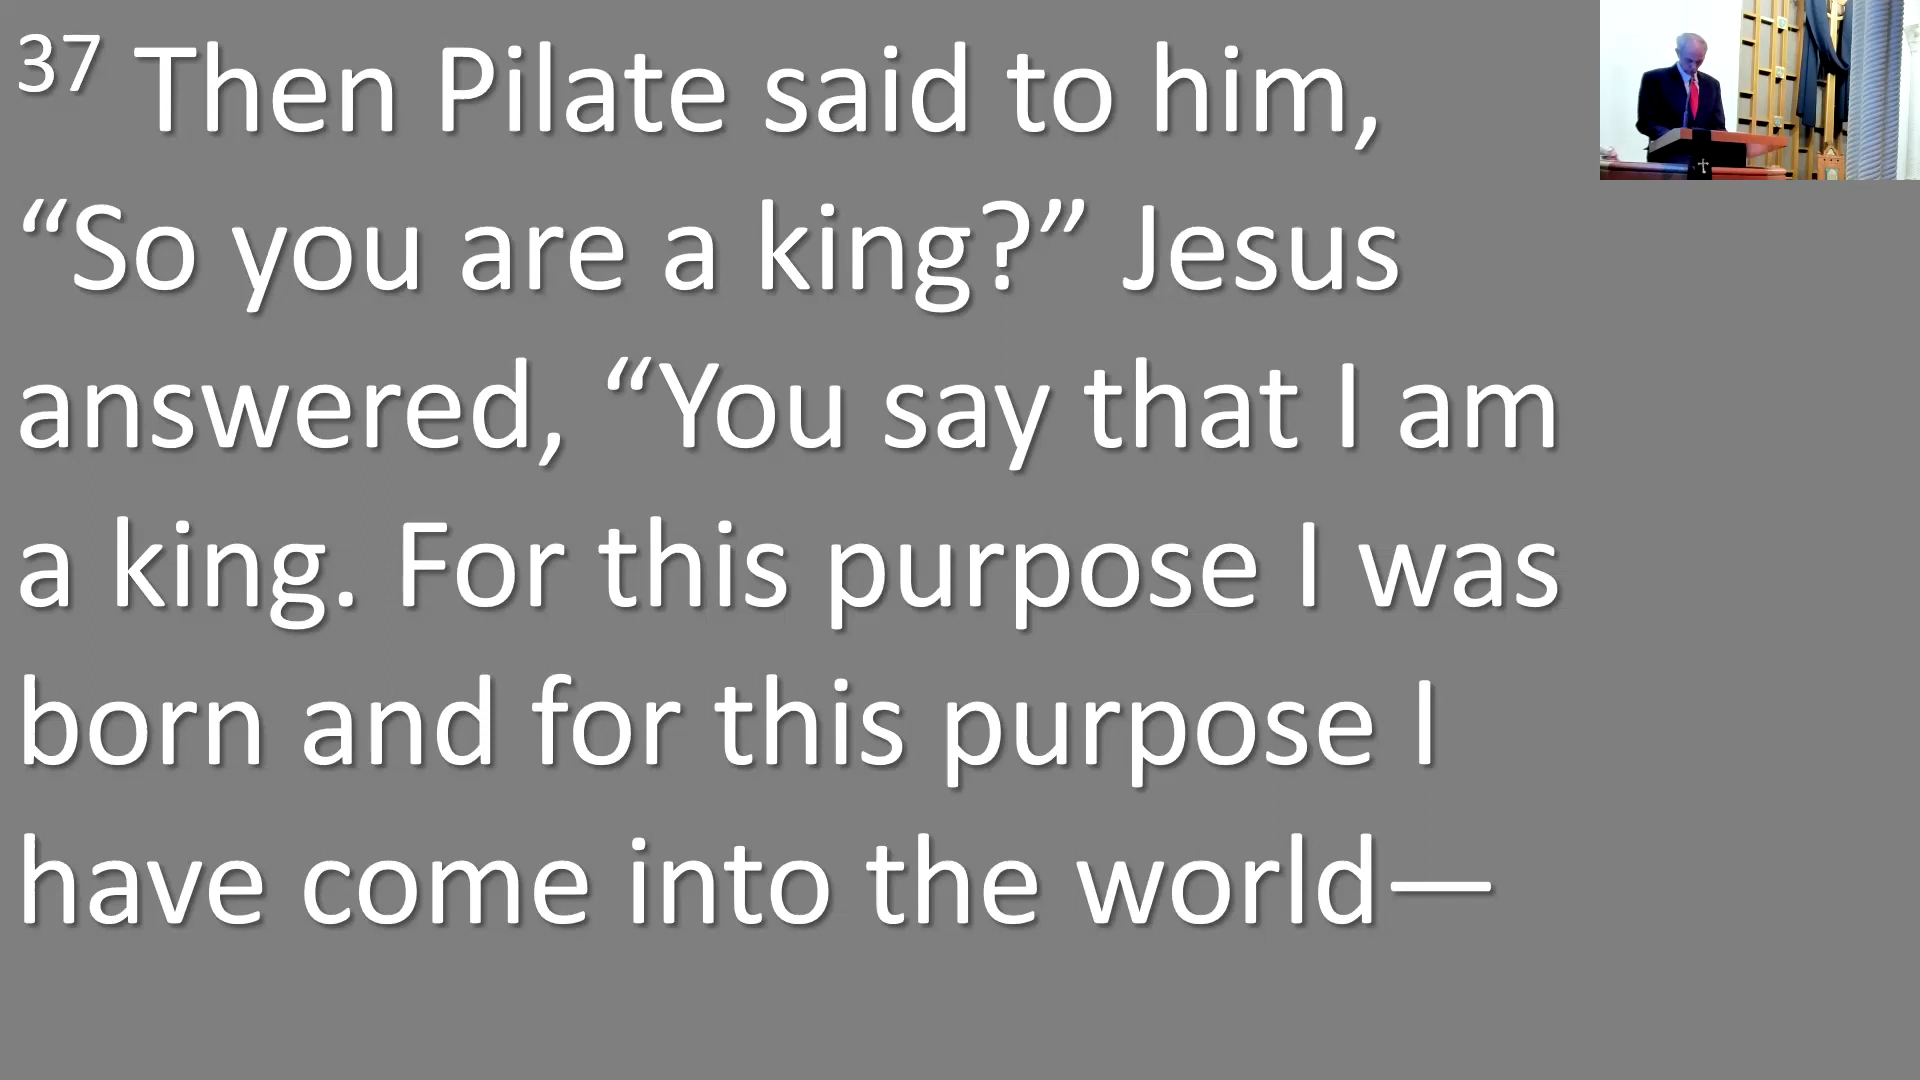 37 Then Pilate said to him,
“So you are a king?” Jesus
answered, “You say that I am
a king. For this purpose I was
born and for this purpose I
have come into the world—